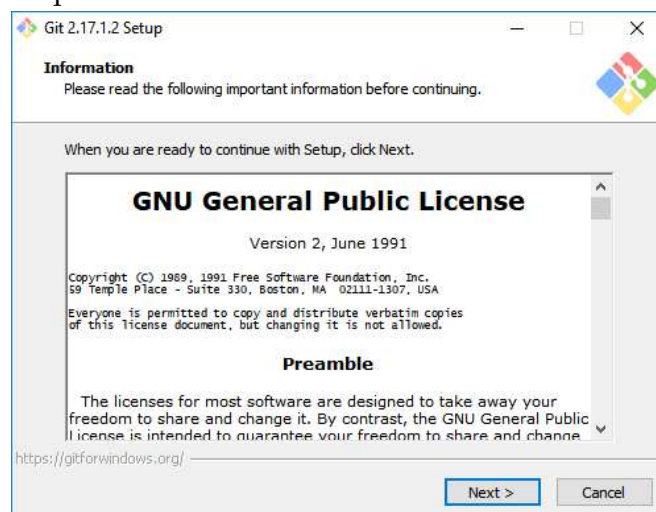 Git 2.17.1.2 Setup
Information
Please read the following important information before continuing.
When you are ready to continue with Setup, click Next.
GNU General Public License
Version 2, June 1991
Copyright (C) 1989, 1991 Free Software Foundation, Inc.
59 Temple Place - Suite 330, Boston, MA 02111-1307, USA
Everyone is permitted to copy and distribute verbatim copies
of this license document, but changing it is not allowed.
Preamble
The licenses for most software are designed to take away your
freedom to share and change it. By contrast, the GNU General Public
License is intended to guarantee your freedom to share and change
https://gitforwindows.org/
Next >
Cancel